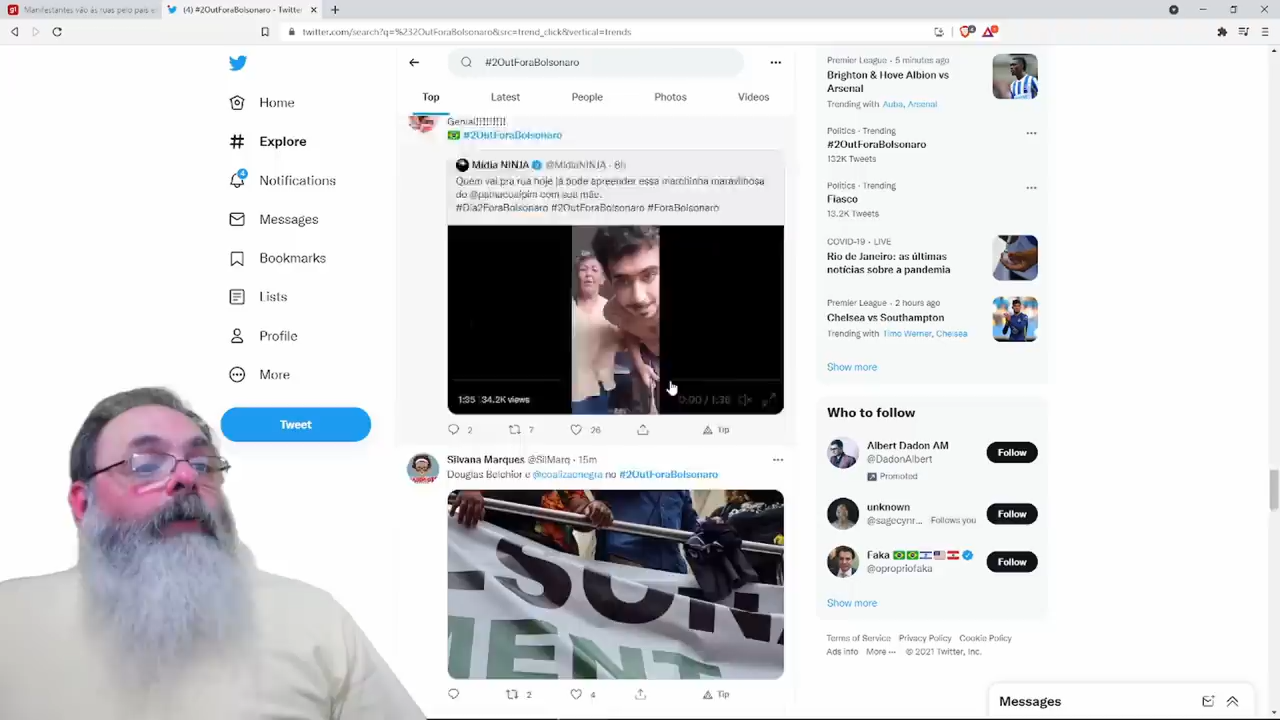 Manifestantes vão às ruas pelo país e
(4) #2OutForaBolsonaro - Twitter
twitter.com/search?q=%232OutForaBolsonaro&src=trend_click&vertical=trends
Home
Explore
4
Notifications
Messages
Bookmarks
Lists
Profile
More
Tweet
#2OutForaBolsonaro
Top
Latest
People
Photos
Videos
Genial!!!!!!!!!
#2OutForaBolsonaro
Mídia NINJA @MidiaNINJA · 8h
Quem vai pra rua hoje já pode apreender essa marchinha maravilhosa
do @pamacoaipim com sua mãe.
#Dia2ForaBolsonaro #2OutForaBolsonaro #ForaBolsonaro
1:35 34.2K views
0:00 / 1:36
2
7
26
Tip
Silvana Marques @SilMarq · 15m
Douglas Belchior e @coalizaonegra no #2OutForaBolsonaro
SONA
MENT
2
4
Tip
Premier League · 5 minutes ago
Brighton & Hove Albion vs
Arsenal
Trending with Auba, Arsenal
Politics · Trending
#2OutForaBolsonaro
132K Tweets
Politics · Trending
Fiasco
13.2K Tweets
COVID-19 · LIVE
Rio de Janeiro: as últimas
notícias sobre a pandemia
Premier League · 2 hours ago
Chelsea vs Southampton
Trending with Timo Werner, Chelsea
Show more
Who to follow
Albert Dadon AM
@DadonAlbert
Follow
Promoted
unknown
@sagecynr... Follows you
Follow
Faka
@opropriofaka
Follow
Show more
Terms of Service Privacy Policy Cookie Policy
Ads info More ··· © 2021 Twitter, Inc.
Messages